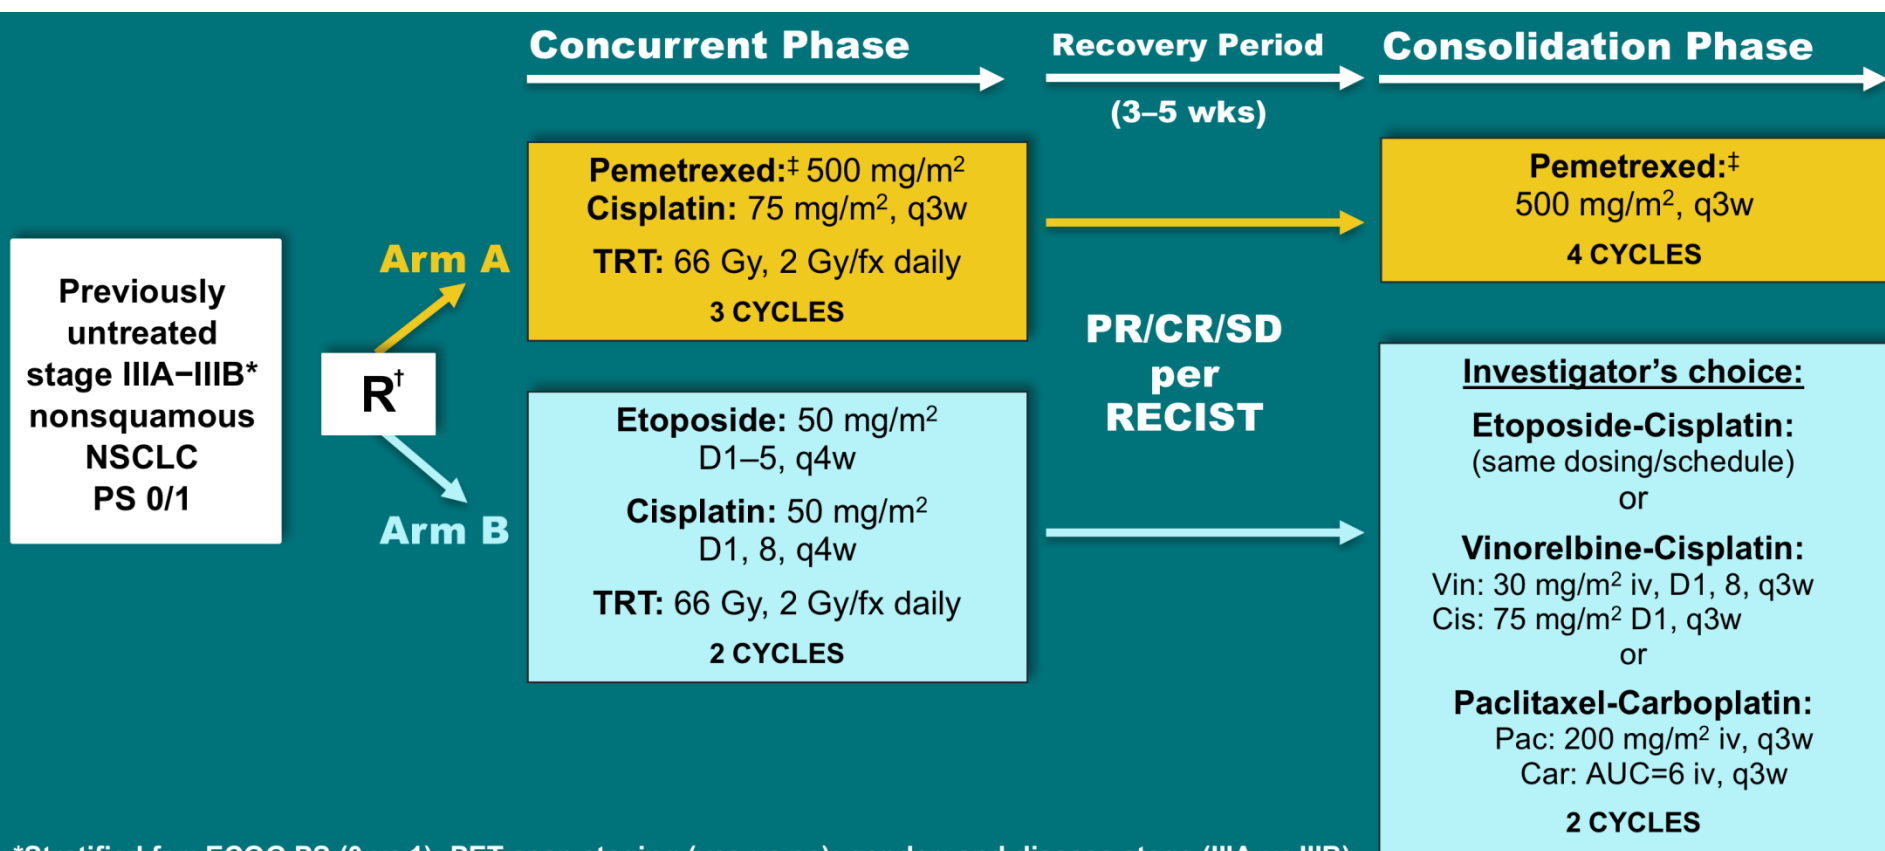 Concurrent Phase
Recovery Period
(3–5 wks)
Consolidation Phase
Previously
untreated
stage IIIA−IIIB*
nonsquamous
NSCLC
PS 0/1
R†
Arm A
Pemetrexed:‡ 500 mg/m²
Cisplatin: 75 mg/m², q3w
TRT: 66 Gy, 2 Gy/fx daily
3 CYCLES
Pemetrexed:‡
500 mg/m², q3w
4 CYCLES
Arm B
Etoposide: 50 mg/m²
D1–5, q4w
Cisplatin: 50 mg/m²
D1, 8, q4w
TRT: 66 Gy, 2 Gy/fx daily
2 CYCLES
PR/CR/SD
per
RECIST
Investigator’s choice:
Etoposide-Cisplatin:
(same dosing/schedule)
or
Vinorelbine-Cisplatin:
Vin: 30 mg/m² iv, D1, 8, q3w
Cis: 75 mg/m² D1, q3w
or
Paclitaxel-Carboplatin:
Pac: 200 mg/m² iv, q3w
Car: AUC=6 iv, q3w
2 CYCLES